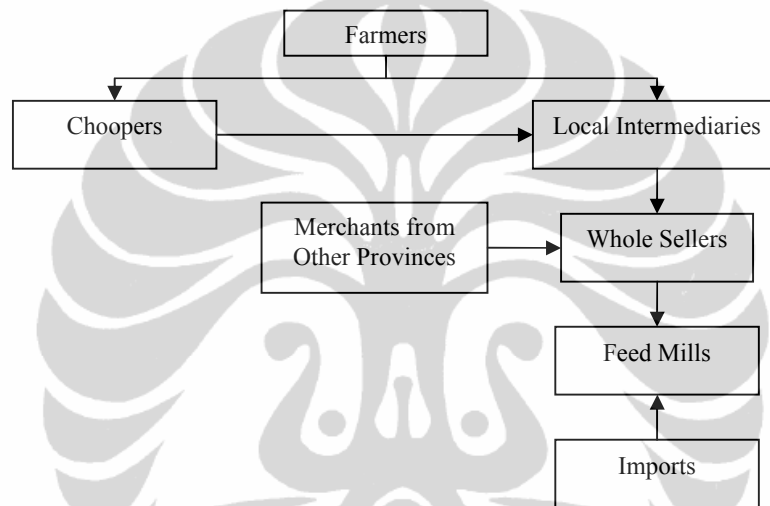 Farmers
Choopers
Local Intermediaries
Merchants from
Other Provinces
Whole Sellers
Feed Mills
Imports